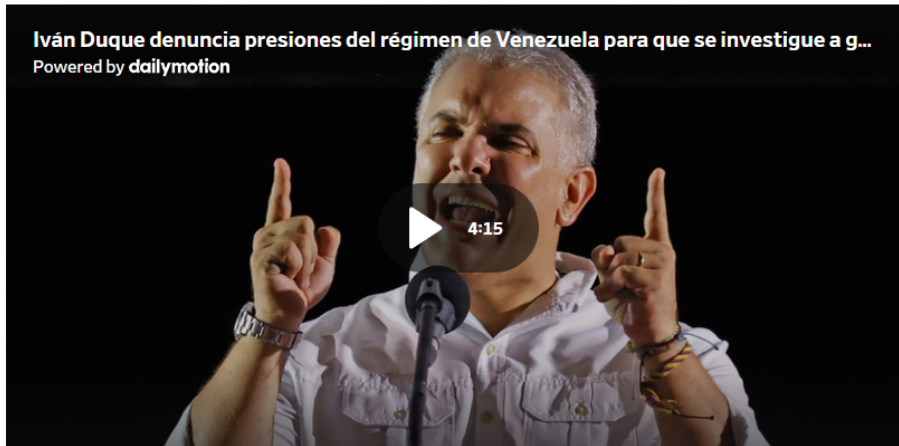 Iván Duque denuncia presiones del régimen de Venezuela para que se investigue a g...
Powered by dailymotion
4:15